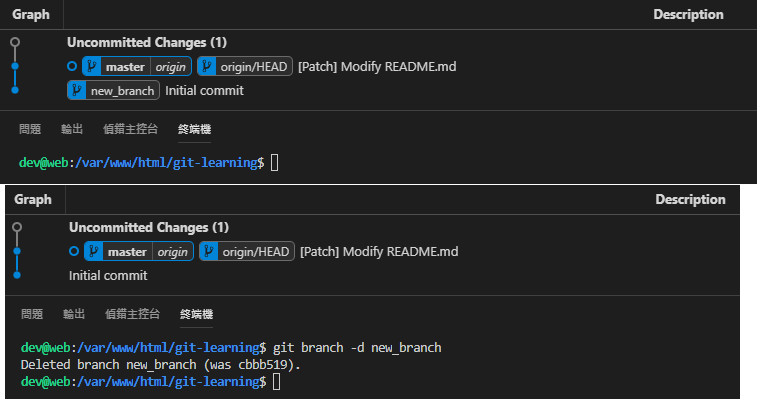 Graph Description
Uncommitted Changes (1)
master origin origin/HEAD [Patch] Modify README.md
new_branch Initial commit
問題 輸出 偵錯主控台 終端機
dev@web:/var/www/html/git-learning$
Graph Description
Uncommitted Changes (1)
master origin origin/HEAD [Patch] Modify README.md
Initial commit
問題 輸出 偵錯主控台 終端機
dev@web:/var/www/html/git-learning$ git branch -d new_branch
Deleted branch new_branch (was cbbb519).
dev@web:/var/www/html/git-learning$